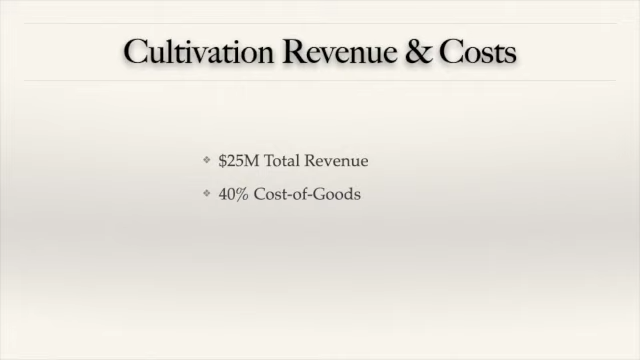 Cultivation Revenue & Costs
❖ $25M Total Revenue
❖ 40% Cost-of-Goods